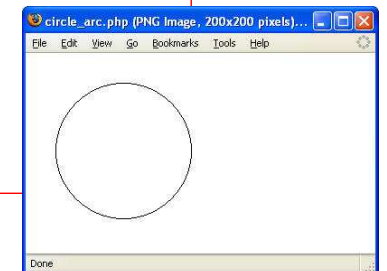 circle_arc.php (PNG Image, 200x200 pixels)...
File Edit View Go Bookmarks Tools Help
Done